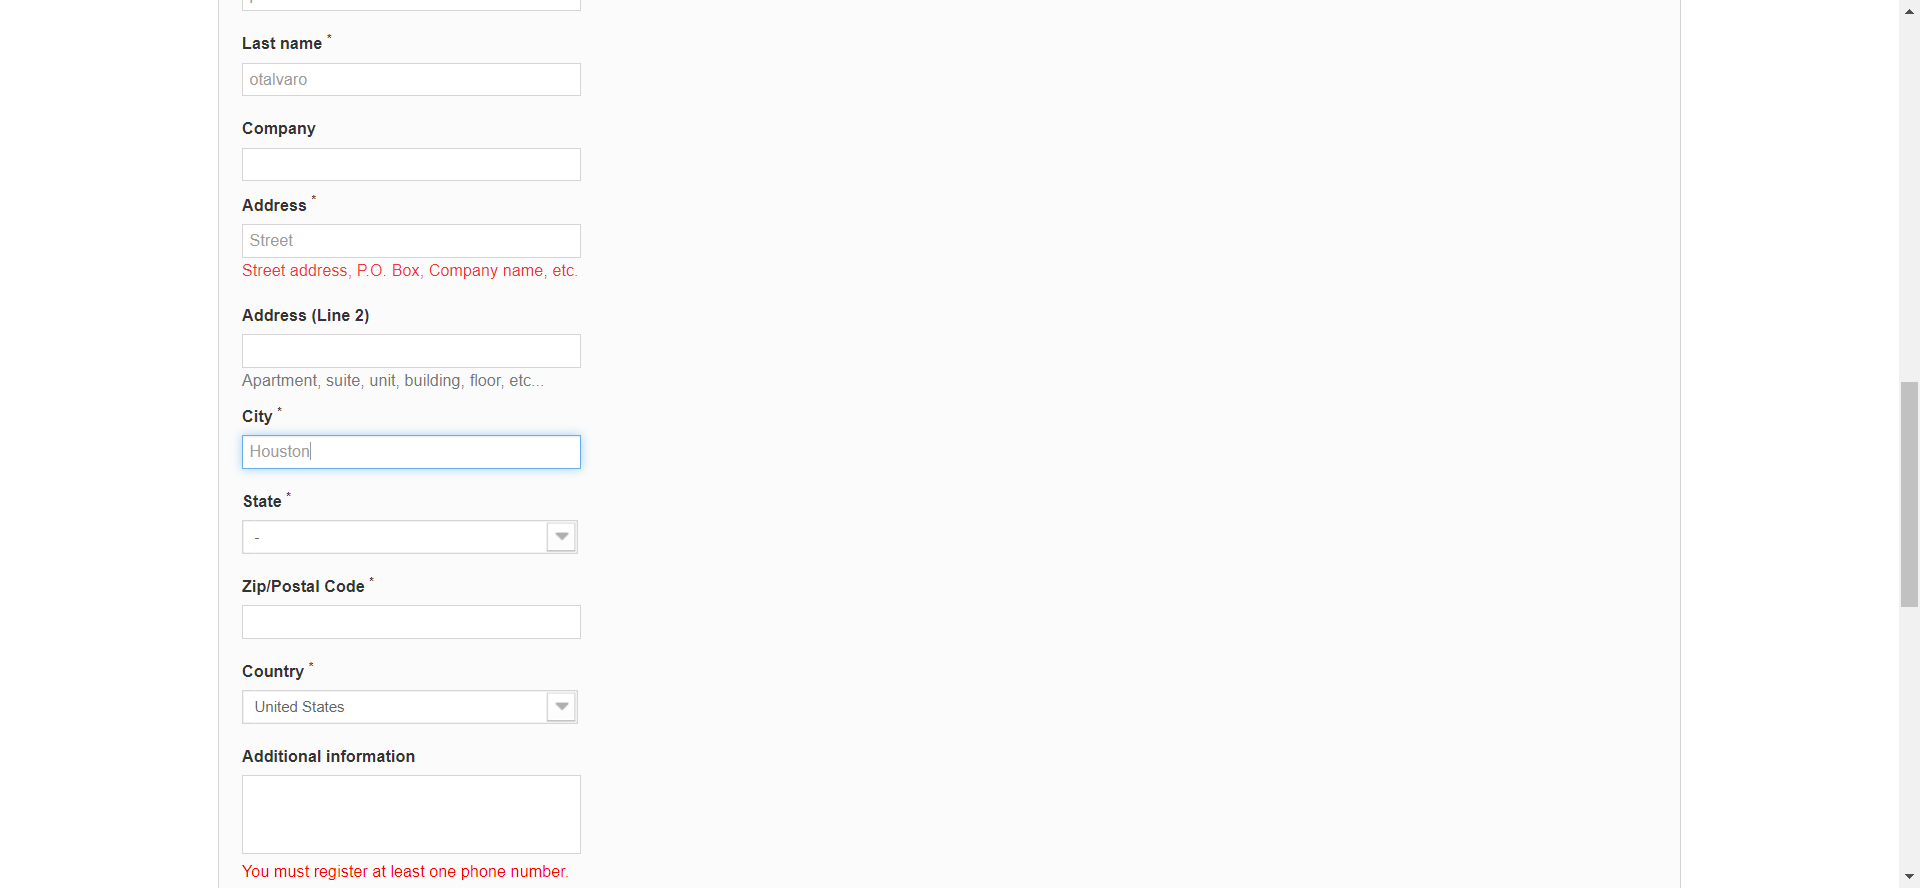 Last name *
otalvaro
Company
Address *
Street
Street address, P.O. Box, Company name, etc.
Address (Line 2)
Apartment, suite, unit, building, floor, etc...
City *
Houston
State *
-
Zip/Postal Code *
Country *
United States
Additional information
You must register at least one phone number.